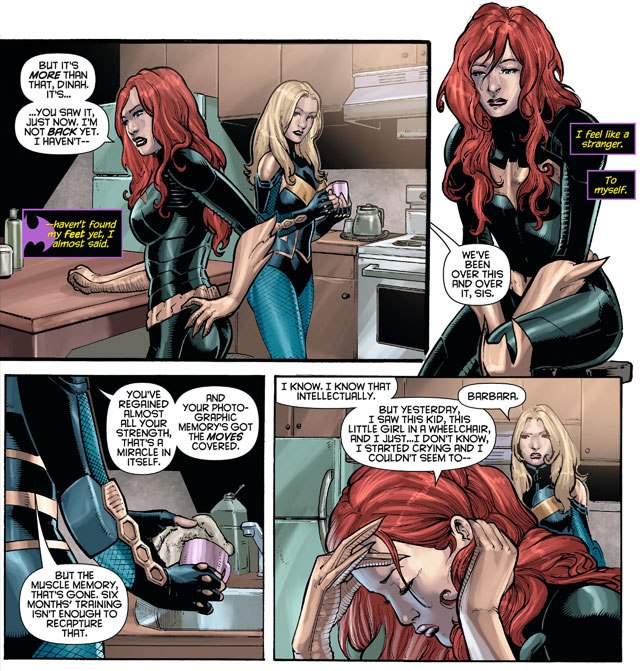 BUT IT'S
MORE THAN
THAT, DINAH.
IT'S...
...YOU SAW IT,
JUST NOW. I'M
NOT BACK YET.
I HAVEN'T--
--haven't found
my feet yet, I
almost said.
I feel like a
stranger.
To
myself.
WE'VE
BEEN
OVER THIS
AND OVER
IT, SIS.
YOU'VE
REGAINED
ALMOST
ALL YOUR
STRENGTH,
THAT'S A
MIRACLE IN
ITSELF.
AND
YOUR PHOTO-
GRAPHIC
MEMORY'S GOT
THE MOVES
COVERED.
BUT THE
MUSCLE MEMORY,
THAT'S GONE. SIX
MONTHS' TRAINING
ISN'T ENOUGH TO
RECAPTURE
THAT.
I KNOW. I KNOW THAT
INTELLECTUALLY.
BUT YESTERDAY,
I SAW THIS KID, THIS
LITTLE GIRL IN A WHEELCHAIR,
AND I JUST...I DON'T KNOW,
I STARTED CRYING AND I
COULDN'T SEEM TO--
BARBARA.